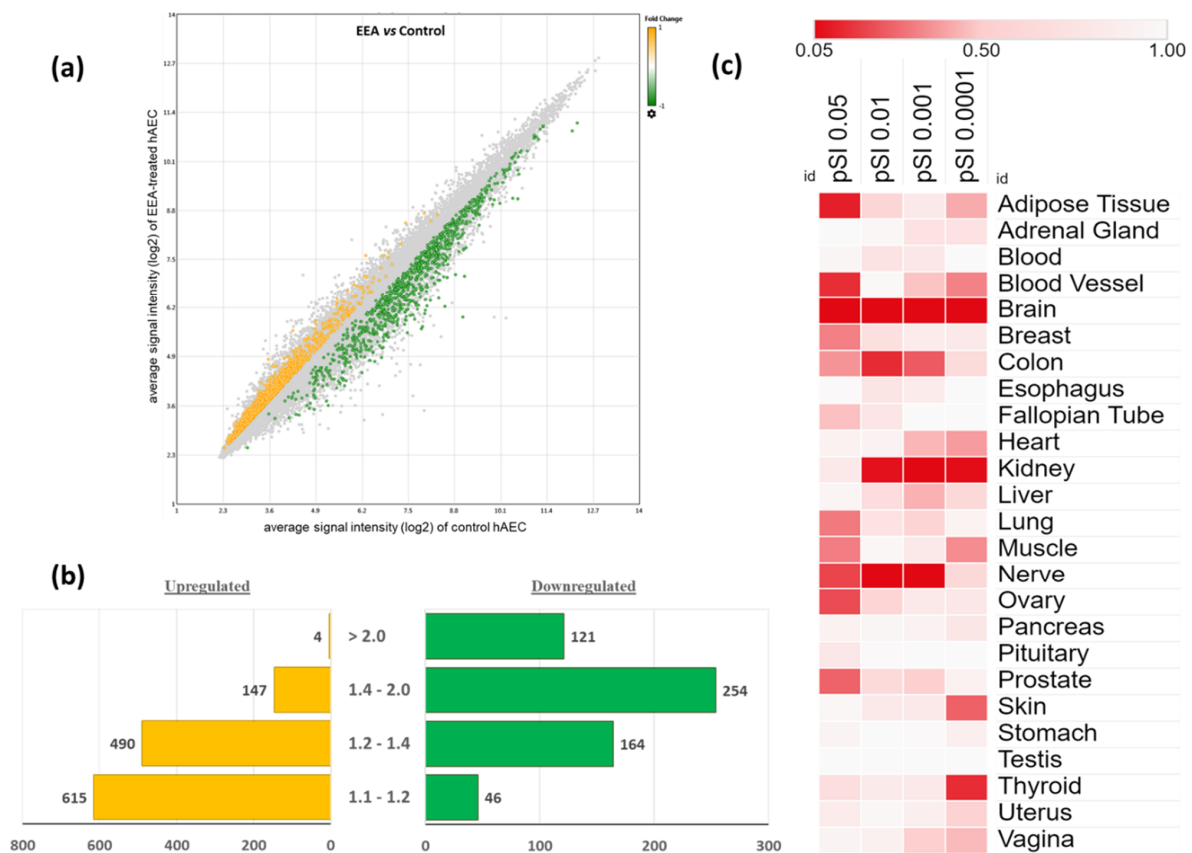 (a)
EEA vs Control
Fold Change
1
-1
14
12.7
11.4
10.1
8.8
7.5
6.2
4.9
3.6
2.3
1
average signal intensity (log2) of EEA-treated hAEC
1 2.3 3.6 4.9 6.2 7.5 8.8 10.1 11.4 12.7 14
average signal intensity (log2) of control hAEC
(b)
Upregulated Downregulated
4 > 2.0 121
147 1.4 - 2.0 254
490 1.2 - 1.4 164
615 1.1 - 1.2 46
800 600 400 200 0 0 100 200 300
(c)
0.05 0.50 1.00
id pSI 0.05 pSI 0.01 pSI 0.001 pSI 0.0001 id
Adipose Tissue
Adrenal Gland
Blood
Blood Vessel
Brain
Breast
Colon
Esophagus
Fallopian Tube
Heart
Kidney
Liver
Lung
Muscle
Nerve
Ovary
Pancreas
Pituitary
Prostate
Skin
Stomach
Testis
Thyroid
Uterus
Vagina